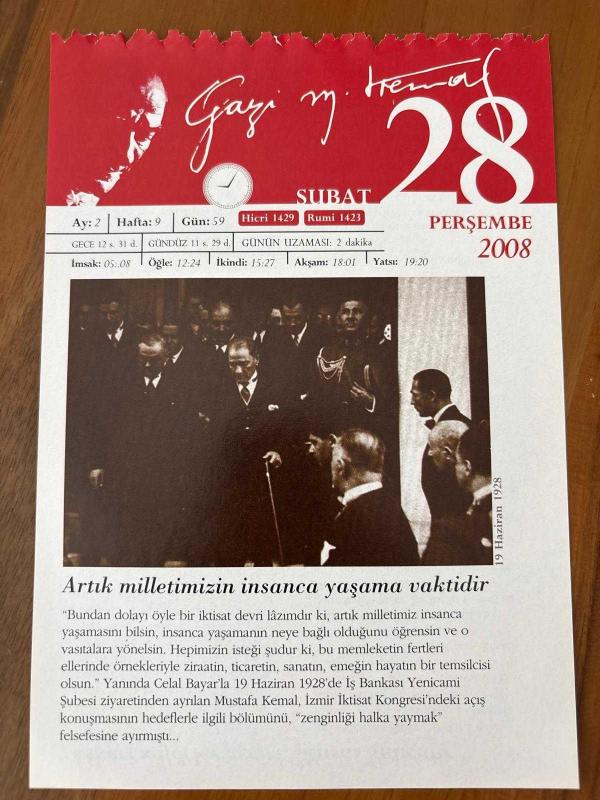 Gazi M. Kemal
28
ŞUBAT
PERŞEMBE
2008
Ay: 2 Hafta: 9 Gün: 59 Hicri 1429 Rumi 1423
GECE 12 s. 31 d. GÜNDÜZ 11 s. 29 d. GÜNÜN UZAMASI: 2 dakika
İmsak: 05:.08 Öğle: 12:24 İkindi: 15:27 Akşam: 18:01 Yatsı: 19:20
19 Haziran 1928
Artık milletimizin insanca yaşama vaktidir
“Bundan dolayı öyle bir iktisat devri lâzımdır ki, artık milletimiz insanca
yaşamasını bilsin, insanca yaşamanın neye bağlı olduğunu öğrensin ve o
vasıtalara yönelsin. Hepimizin isteği şudur ki, bu memleketin fertleri
ellerinde örnekleriyle ziraatin, ticaretin, sanatın, emeğin hayatın bir temsilcisi
olsun.” Yanında Celal Bayar'la 19 Haziran 1928'de İş Bankası Yenicami
Şubesi ziyaretinden ayrılan Mustafa Kemal, İzmir İktisat Kongresi'ndeki açış
konuşmasının hedeflerle ilgili bölümünü, “zenginliği halka yaymak”
felsefesine ayırmıştı...